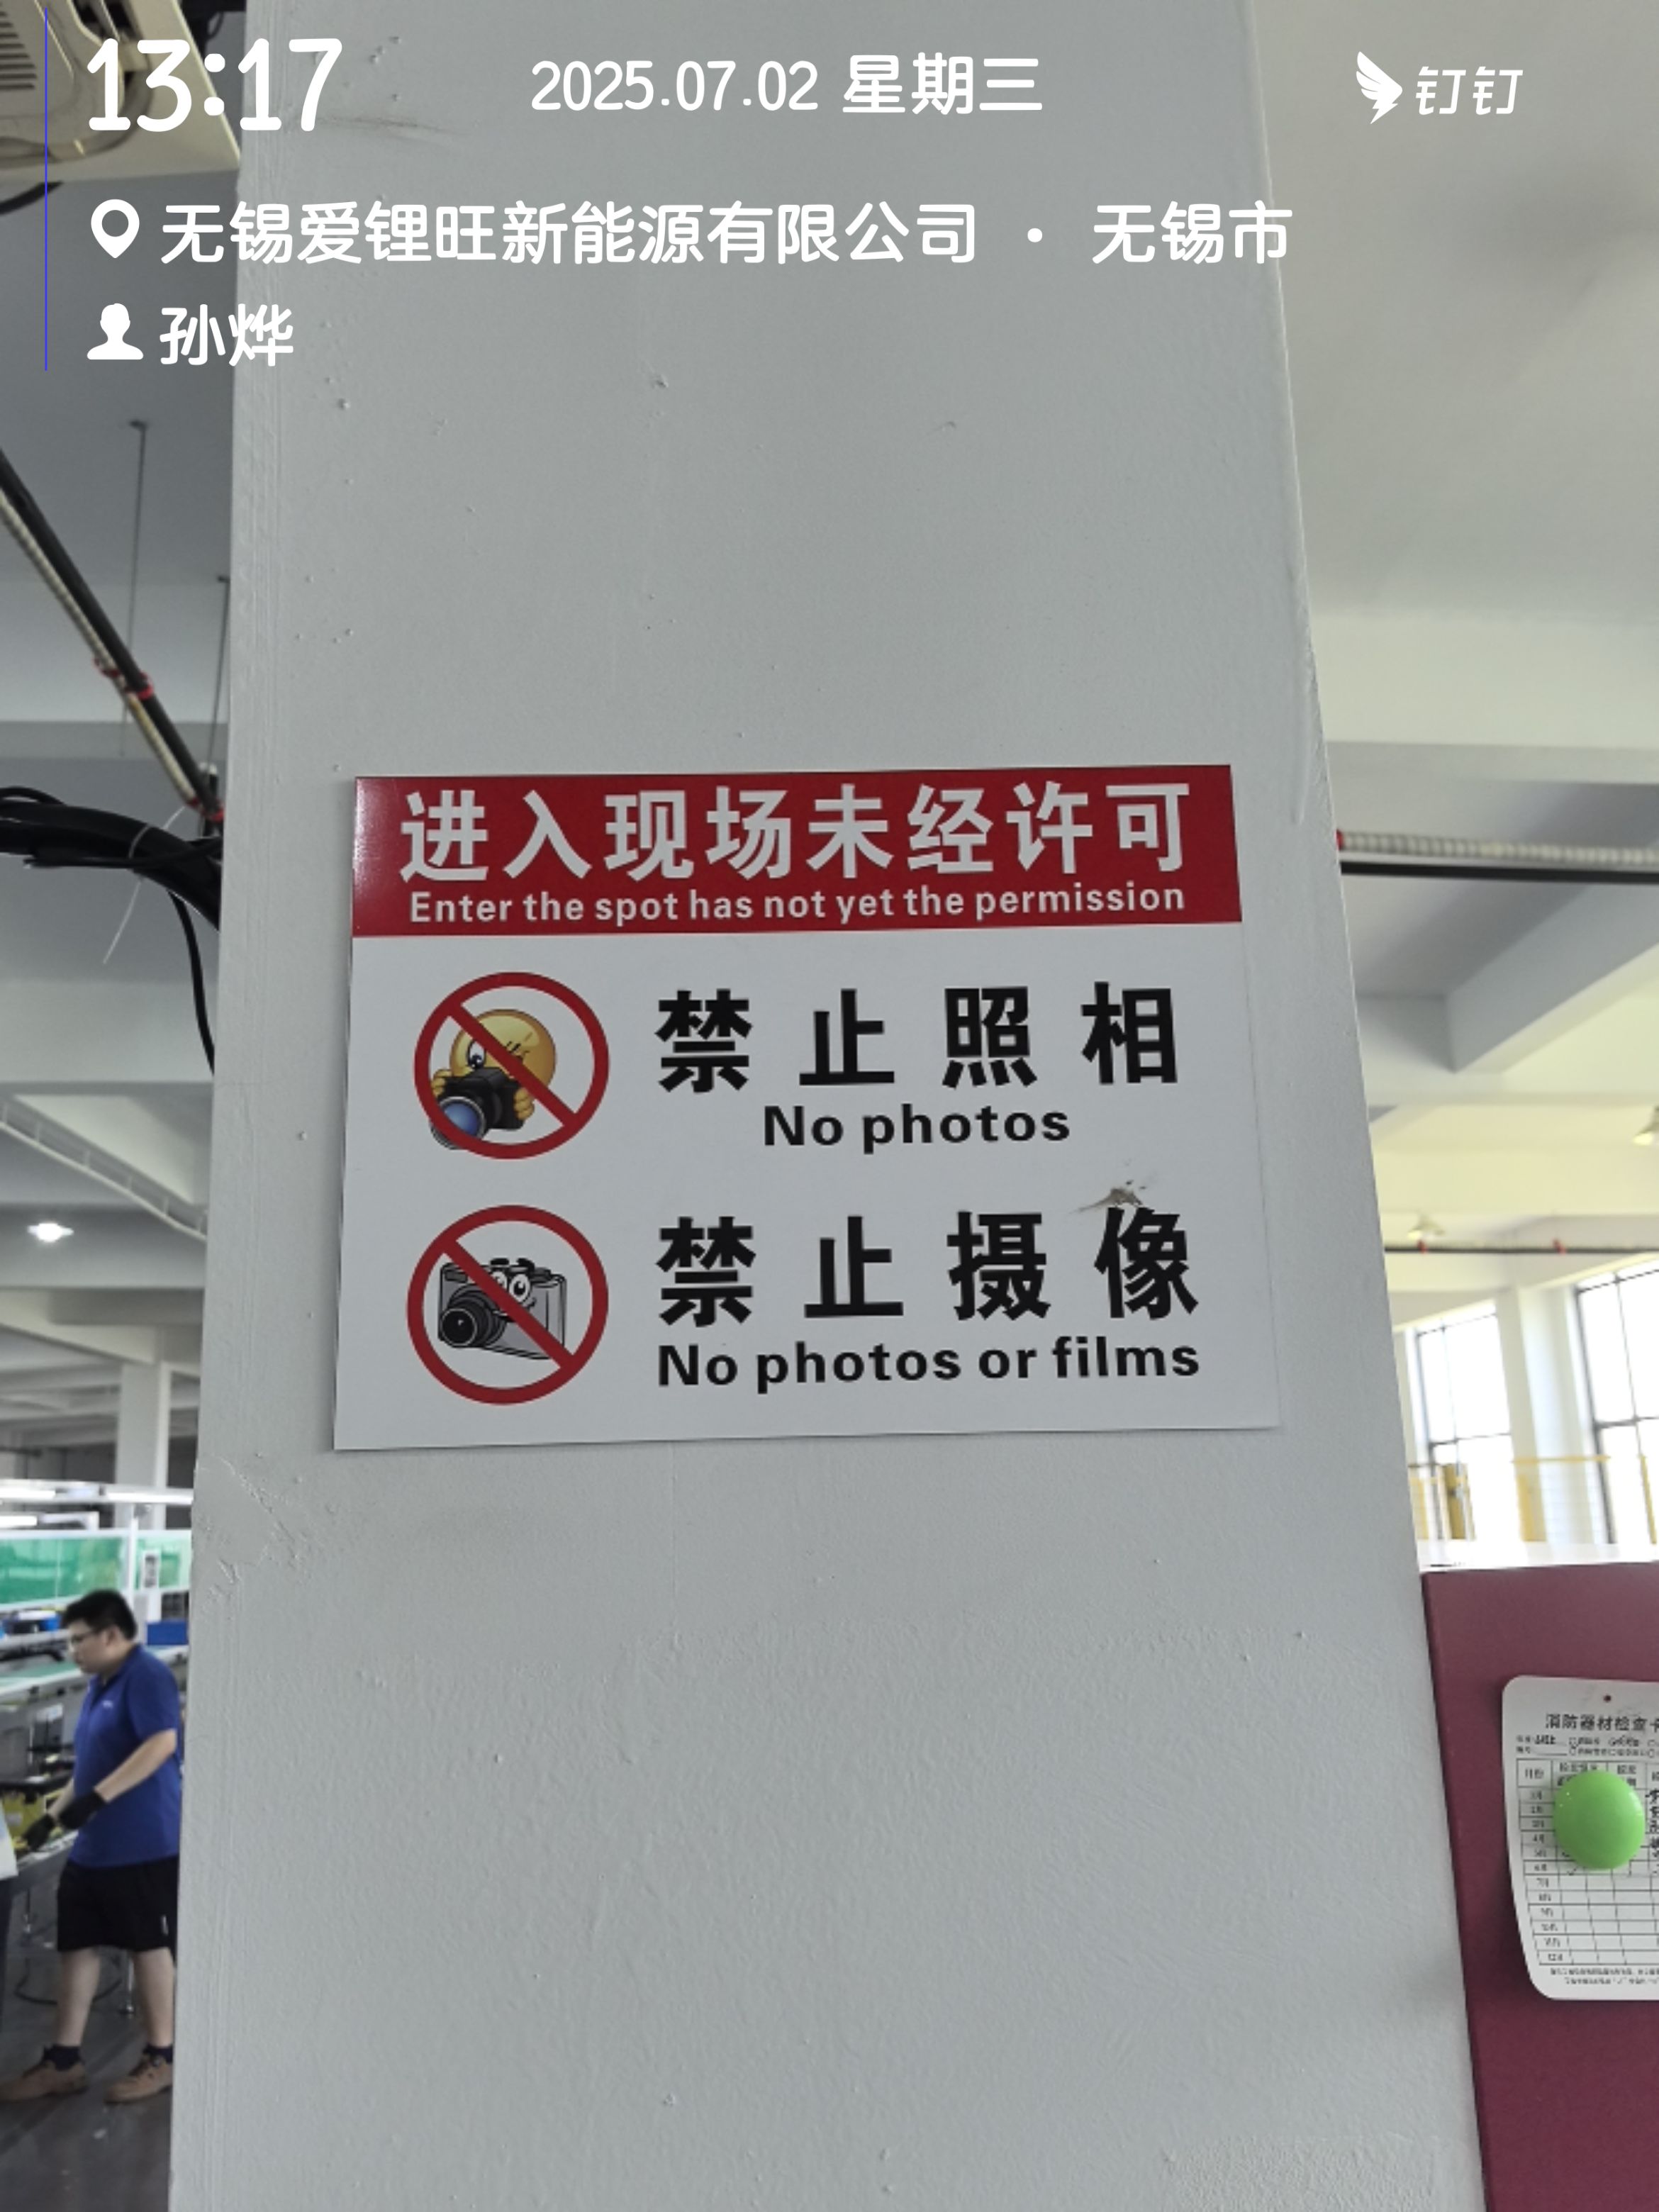 13:17
2025.07.02 星期三
钉钉
无锡爱锂旺新能源有限公司 · 无锡市
孙烨
进入现场未经许可
Enter the spot has not yet the permission
禁止照相
No photos
禁止摄像
No photos or films
消防器材检查卡
月份